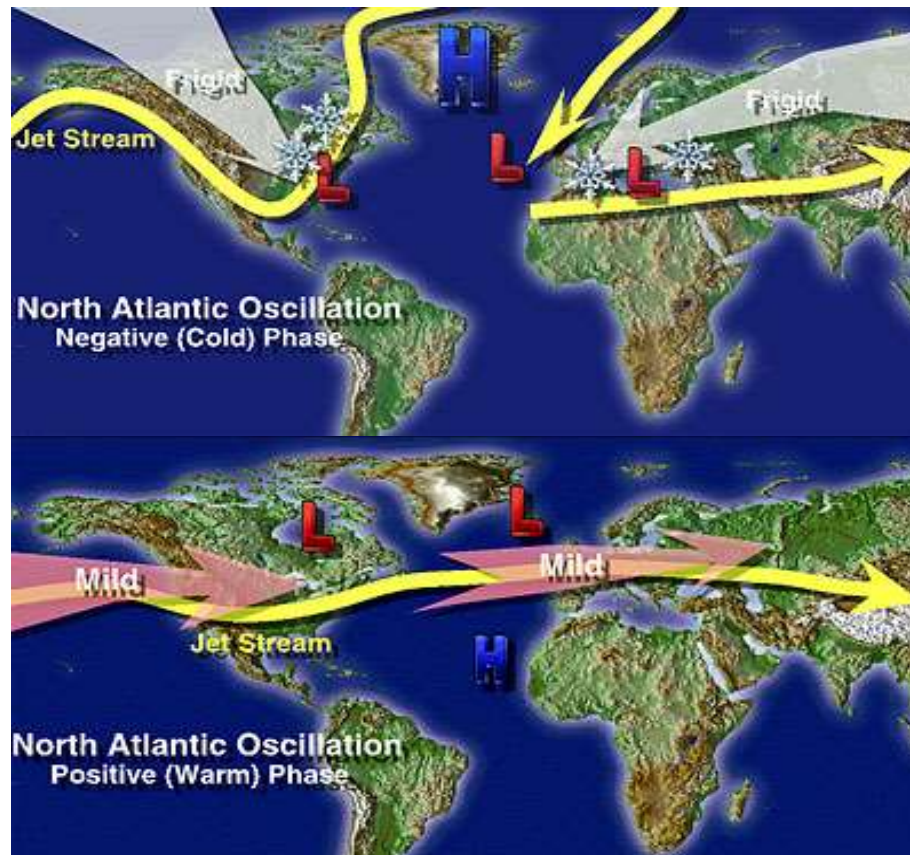 H
Frigid
Frigid
Jet Stream
L
L
L
North Atlantic Oscillation
Negative (Cold) Phase
L
L
Mild
Mild
Jet Stream
H
North Atlantic Oscillation
Positive (Warm) Phase